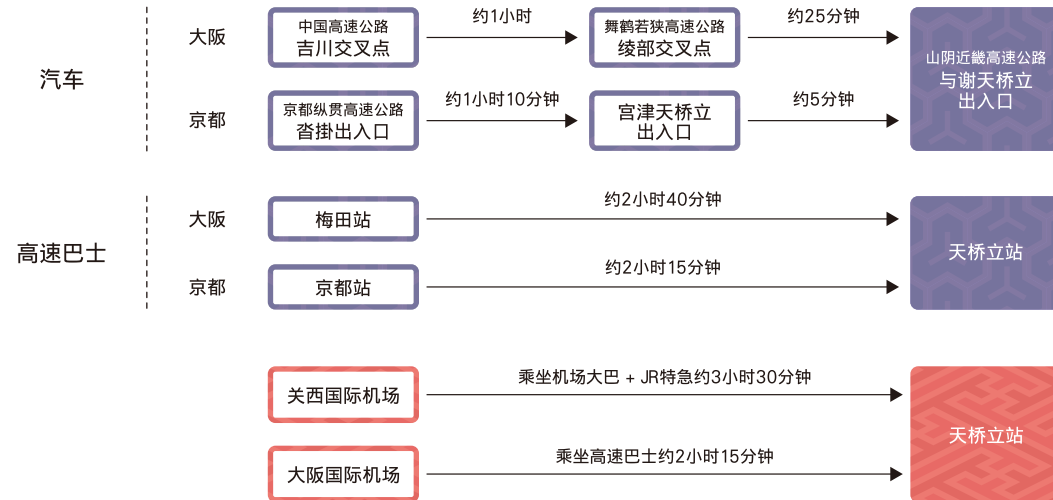 汽车
大阪
中国高速公路
吉川交叉点
约1小时
舞鹤若狭高速公路
绫部交叉点
约25分钟
京都
京都纵贯高速公路
沓掛出入口
约1小时10分钟
宫津天桥立
出入口
约5分钟
山阴近畿高速公路
与谢天桥立
出入口
高速巴士
大阪
梅田站
约2小时40分钟
京都
京都站
约2小时15分钟
天桥立站
关西国际机场
乘坐机场大巴 + JR特急约3小时30分钟
大阪国际机场
乘坐高速巴士约2小时15分钟
天桥立站